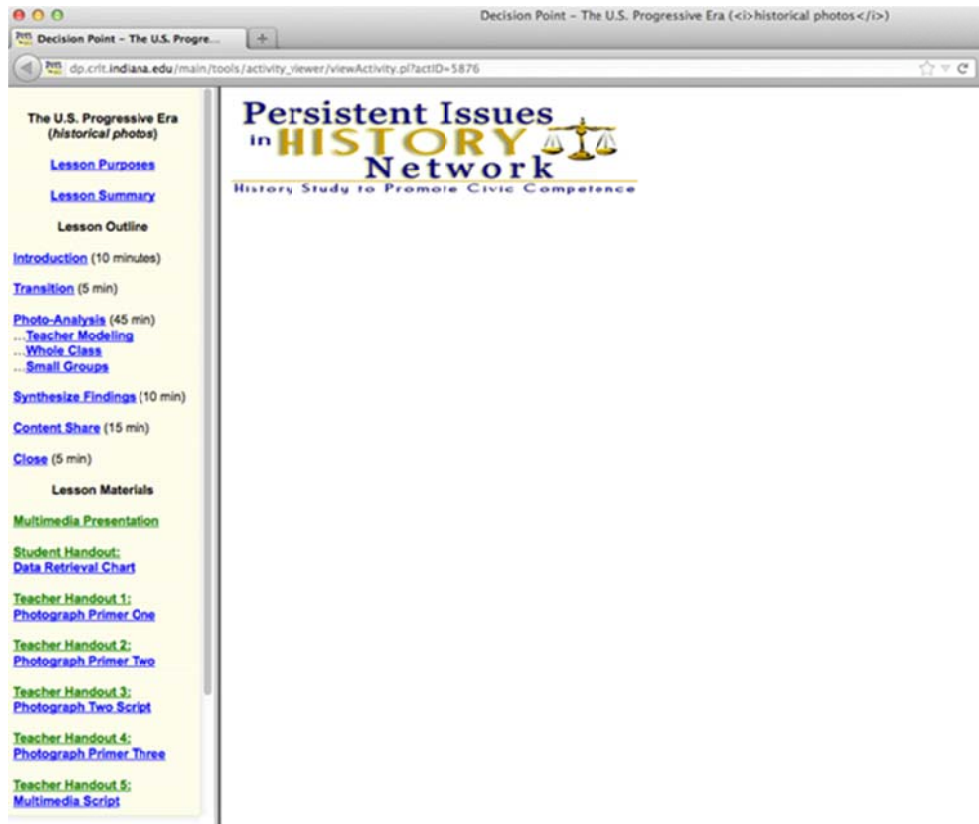 Decision Point – The U.S. Progressive Era (<i>historical photos</i>)
Decision Point – The U.S. Progre...
dp.crlt.indiana.edu/main/tools/activity_viewer/viewActivity.pl?actID=5876
The U.S. Progressive Era
(historical photos)
Lesson Purposes
Lesson Summary
Lesson Outline
Introduction (10 minutes)
Transition (5 min)
Photo-Analysis (45 min)
...Teacher Modeling
...Whole Class
...Small Groups
Synthesize Findings (10 min)
Content Share (15 min)
Close (5 min)
Lesson Materials
Multimedia Presentation
Student Handout:
Data Retrieval Chart
Teacher Handout 1:
Photograph Primer One
Teacher Handout 2:
Photograph Primer Two
Teacher Handout 3:
Photograph Two Script
Teacher Handout 4:
Photograph Primer Three
Teacher Handout 5:
Multimedia Script
Persistent Issues
in HISTORY
Network
History Study to Promote Civic Competence